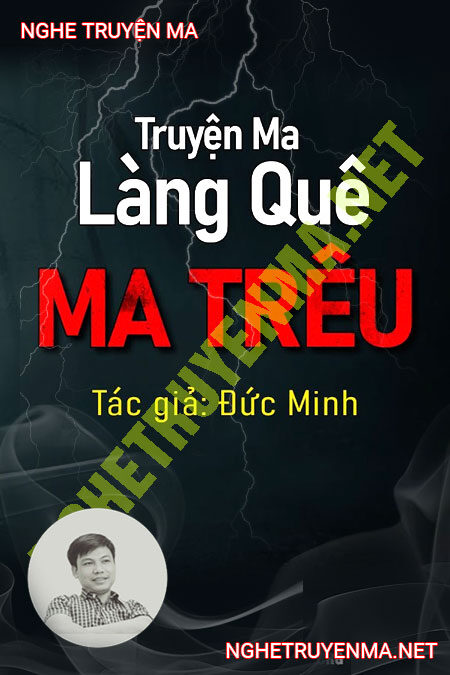 NGHE TRUYỆN MA
Truyện Ma
Làng Quê
MA TRÊU
Tác giả: Đức Minh
NGHETRUYENMA.NET
NGHETRUYENMA.NET